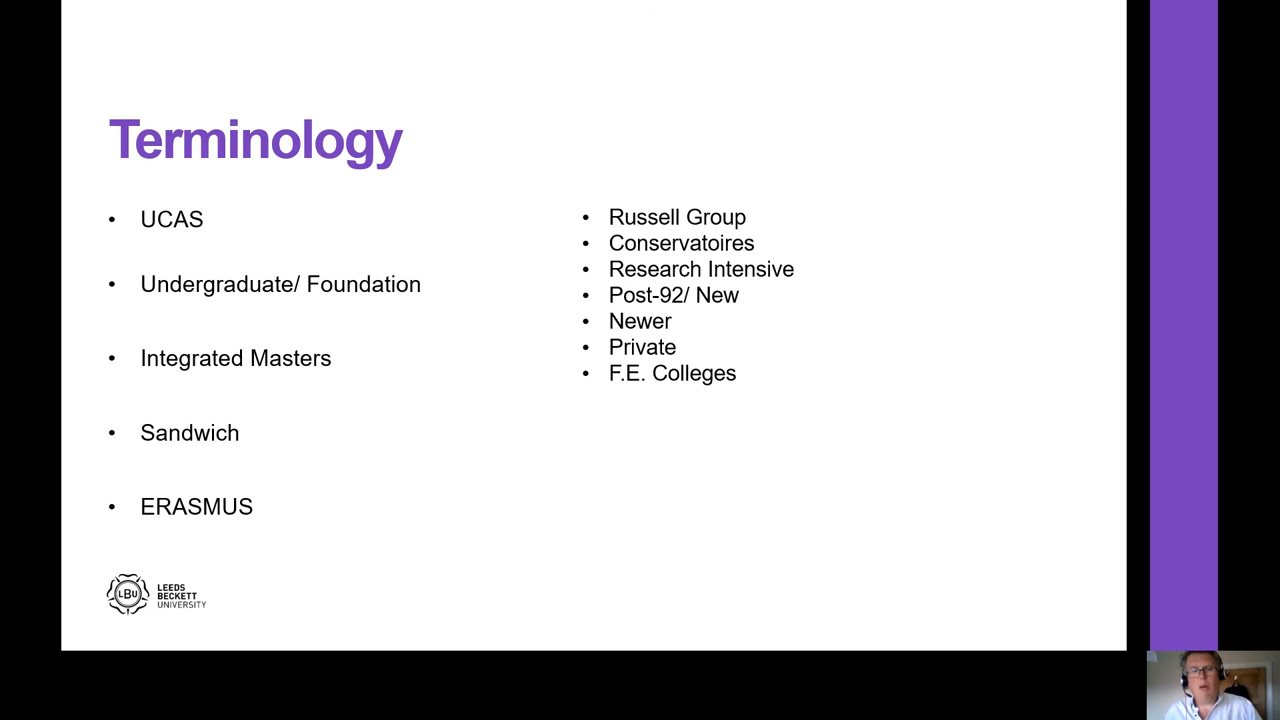 Terminology
• UCAS
• Undergraduate/ Foundation
• Integrated Masters
• Sandwich
• ERASMUS
• Russell Group
• Conservatoires
• Research Intensive
• Post-92/ New
• Newer
• Private
• F.E. Colleges
LBU
LEEDS
BECKETT
UNIVERSITY